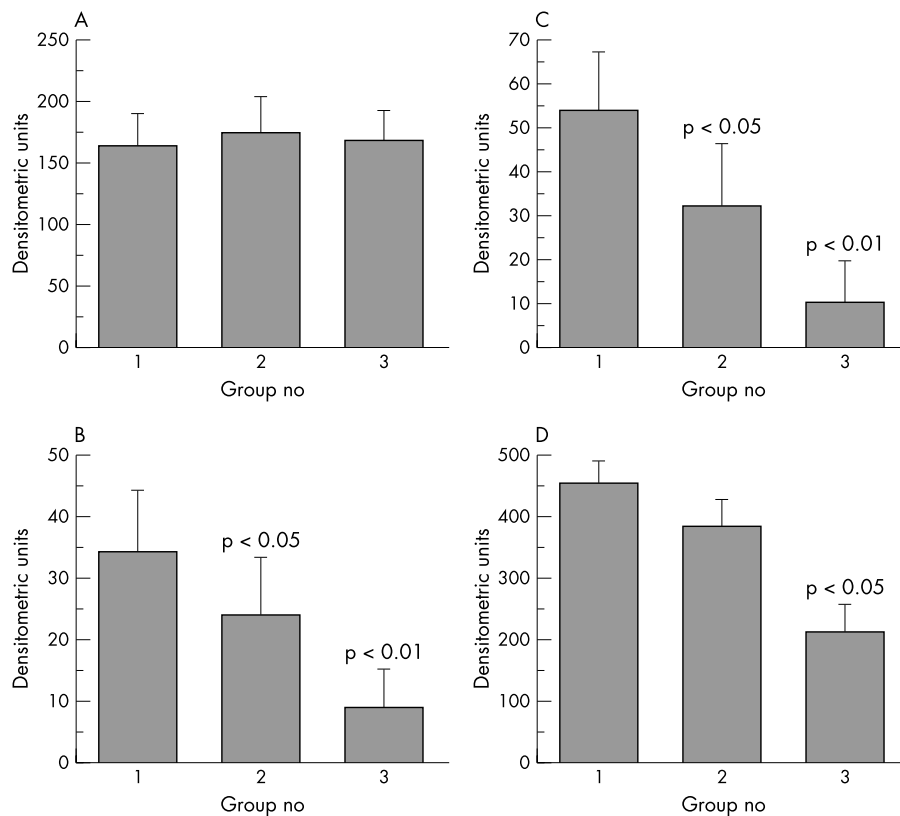 A
250
200
150
100
50
0
Densitometric units
1 2 3
Group no
C
70
60
50
40
30
20
10
0
Densitometric units
p < 0.05
p < 0.01
1 2 3
Group no
B
50
40
30
20
10
0
Densitometric units
p < 0.05
p < 0.01
1 2 3
Group no
D
500
400
300
200
100
0
Densitometric units
p < 0.05
1 2 3
Group no